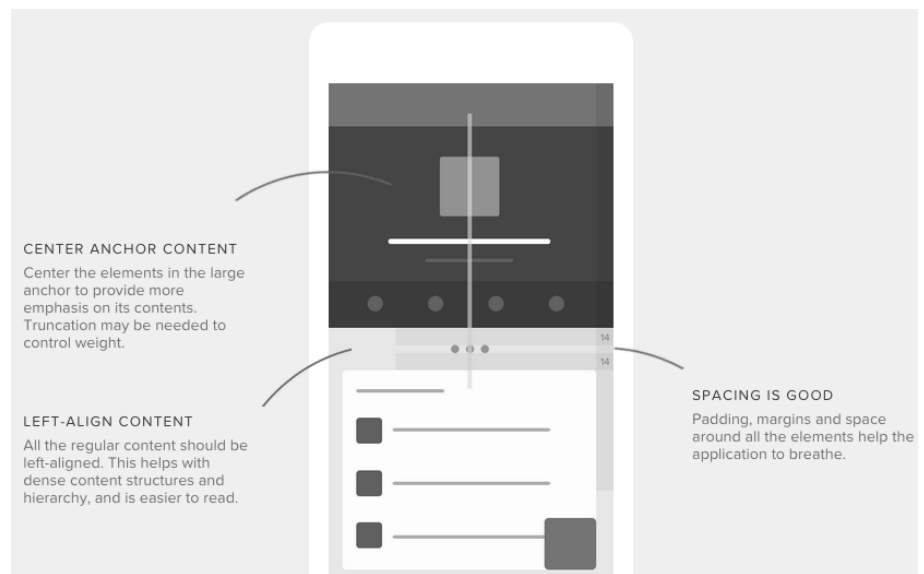 CENTER ANCHOR CONTENT
Center the elements in the large
anchor to provide more
emphasis on its contents.
Truncation may be needed to
control weight.
LEFT-ALIGN CONTENT
All the regular content should be
left-aligned. This helps with
dense content structures and
hierarchy, and is easier to read.
14
14
SPACING IS GOOD
Padding, margins and space
around all the elements help the
application to breathe.